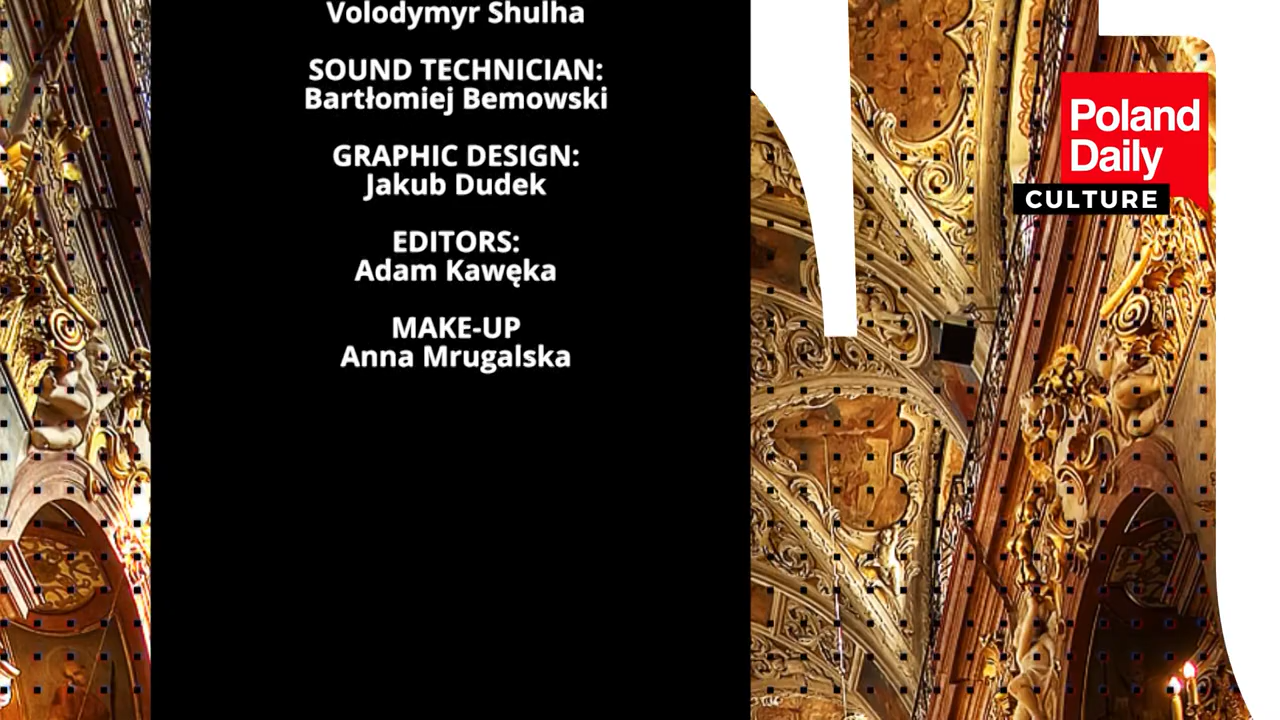 Volodymyr Shulha
SOUND TECHNICIAN:
Bartłomiej Bemowski
GRAPHIC DESIGN:
Jakub Dudek
EDITORS:
Adam Kawęka
MAKE-UP
Anna Mrugalska
Poland
Daily
CULTURE